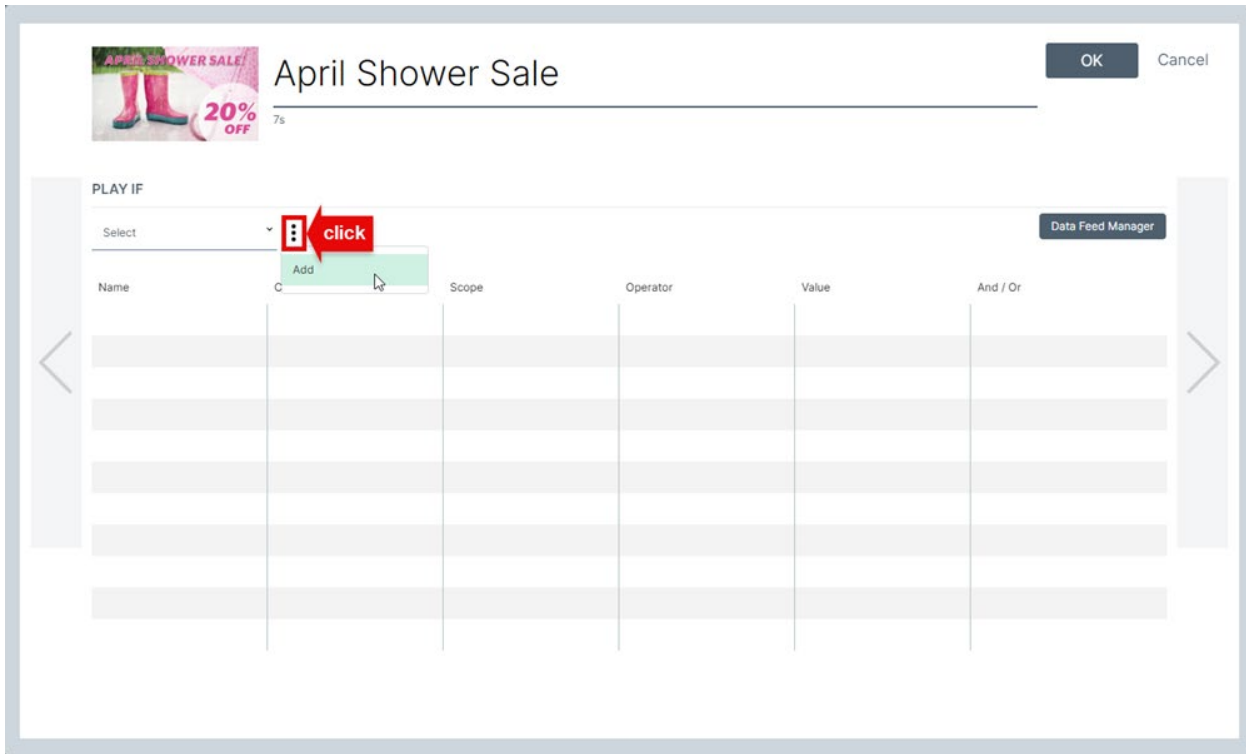 APRIL SHOWER SALE!
20%
OFF
April Shower Sale
7s
OK
Cancel
PLAY IF
Select
click
Data Feed Manager
Add
Name
Scope
Operator
Value
And / Or